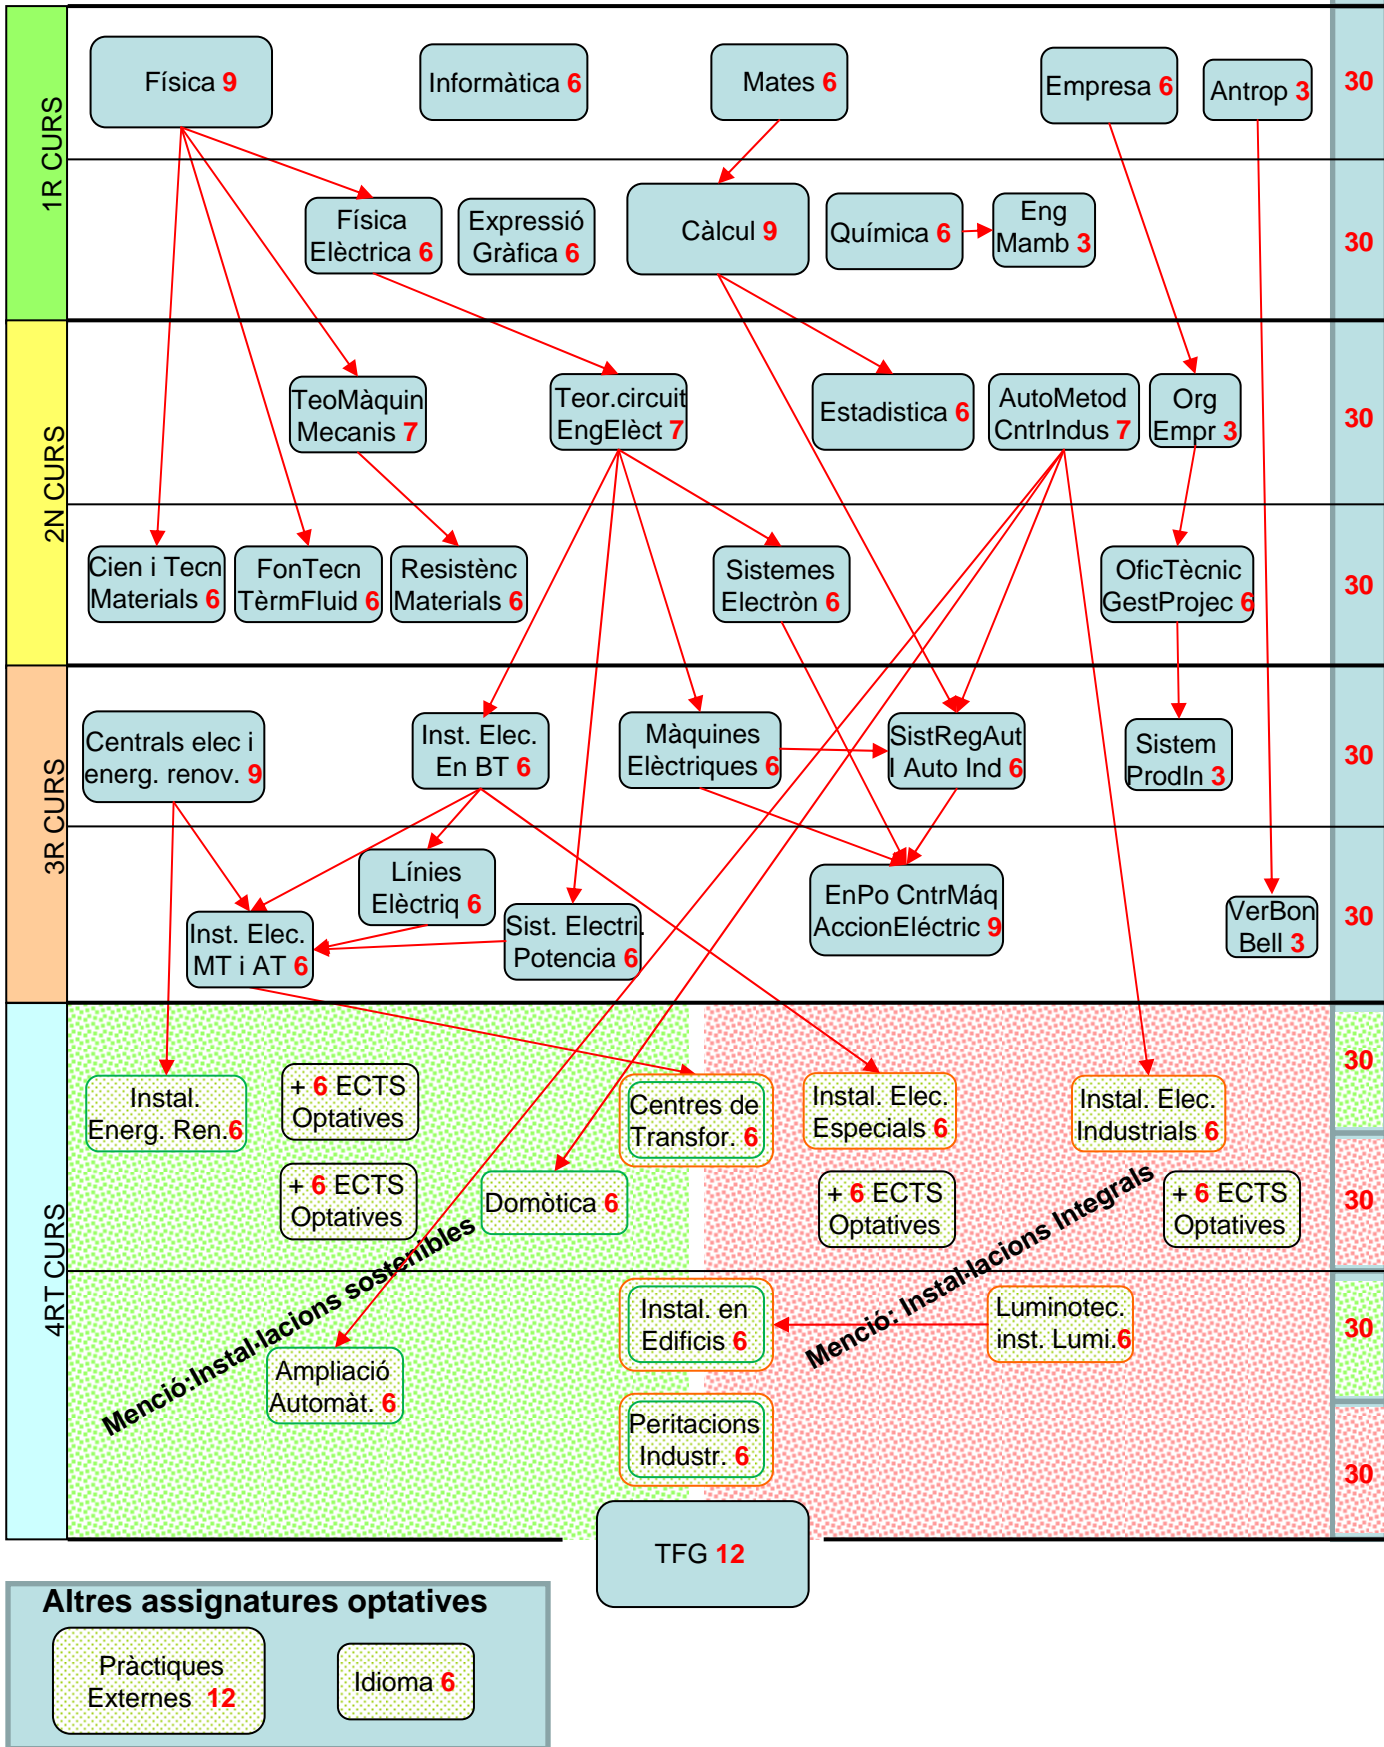 1R CURS
Física 9
Informàtica 6
Mates 6
Empresa 6
Antrop 3
30
Física
Elèctrica 6
Expressió
Gràfica 6
Càlcul 9
Química 6
Eng
Mamb 3
30
2N CURS
TeoMàquin
Mecanis 7
Teor.circuit
EngElèct 7
Estadistica 6
AutoMetod
CntrIndus 7
Org
Empr 3
30
Cien i Tecn
Materials 6
FonTecn
TèrmFluid 6
Resistènc
Materials 6
Sistemes
Electròn 6
OficTècnic
GestProjec 6
30
3R CURS
Centrals elec i
energ. renov. 9
Inst. Elec.
En BT 6
Màquines
Elèctriques 6
SistRegAut
I Auto Ind 6
Sistem
ProdIn 3
30
Inst. Elec.
MT i AT 6
Línies
Elèctriq 6
Sist. Electri.
Potencia 6
EnPo CntrMáq
AccionEléctric 9
VerBon
Bell 3
30
4RT CURS
Instal.
Energ. Ren.6
+ 6 ECTS
Optatives
Centres de
Transfor. 6
Instal. Elec.
Especials 6
Instal. Elec.
Industrials 6
30
+ 6 ECTS
Optatives
Domòtica 6
+ 6 ECTS
Optatives
+ 6 ECTS
Optatives
30
Menció:Instal·lacions sostenibles
Menció: Instal·lacions Integrals
Ampliació
Automàt. 6
Instal. en
Edificis 6
Luminotec.
inst. Lumi.6
30
Peritacions
Industr. 6
30
TFG 12
Altres assignatures optatives
Pràctiques
Externes 12
Idioma 6